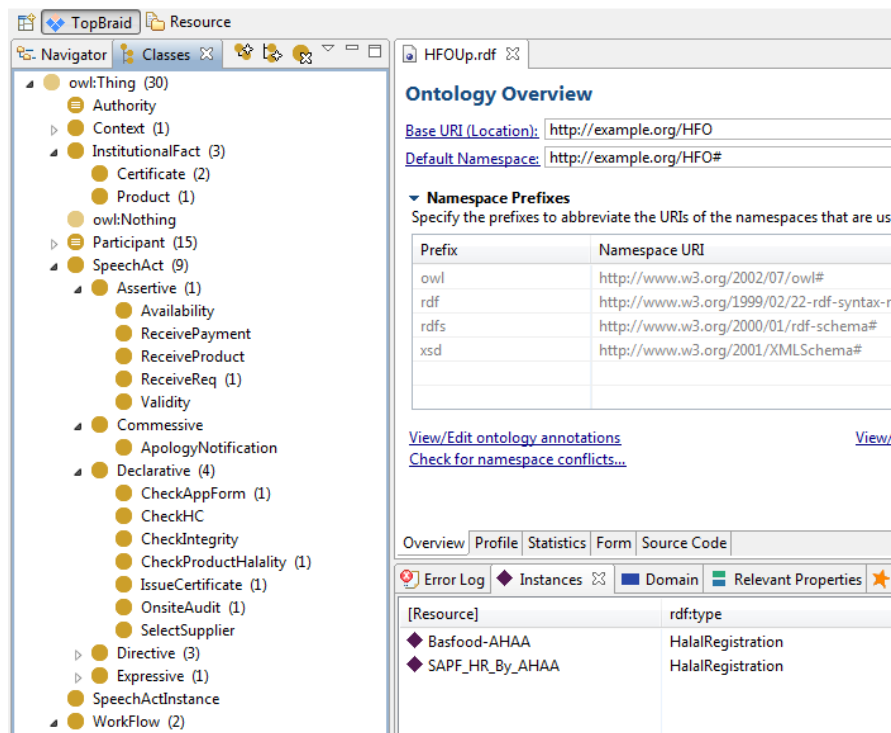 TopBraid Resource
Navigator Classes
owl:Thing (30)
Authority
Context (1)
InstitutionalFact (3)
Certificate (2)
Product (1)
owl:Nothing
Participant (15)
SpeechAct (9)
Assertive (1)
Availability
ReceivePayment
ReceiveProduct
ReceiveReq (1)
Validity
Commessive
ApologyNotification
Declarative (4)
CheckAppForm (1)
CheckHC
CheckIntegrity
CheckProductHalality (1)
IssueCertificate (1)
OnsiteAudit (1)
SelectSupplier
Directive (3)
Expressive (1)
SpeechActInstance
WorkFlow (2)
HFOUp.rdf
Ontology Overview
Base URI (Location): http://example.org/HFO
Default Namespace: http://example.org/HFO#
Namespace Prefixes
Specify the prefixes to abbreviate the URIs of the namespaces that are us
Prefix Namespace URI
owl http://www.w3.org/2002/07/owl#
rdf http://www.w3.org/1999/02/22-rdf-syntax-r
rdfs http://www.w3.org/2000/01/rdf-schema#
xsd http://www.w3.org/2001/XMLSchema#
View/Edit ontology annotations View/
Check for namespace conflicts...
Overview Profile Statistics Form Source Code
Error Log Instances Domain Relevant Properties
[Resource] rdf:type
Basfood-AHAA HalalRegistration
SAPF_HR_By_AHAA HalalRegistration